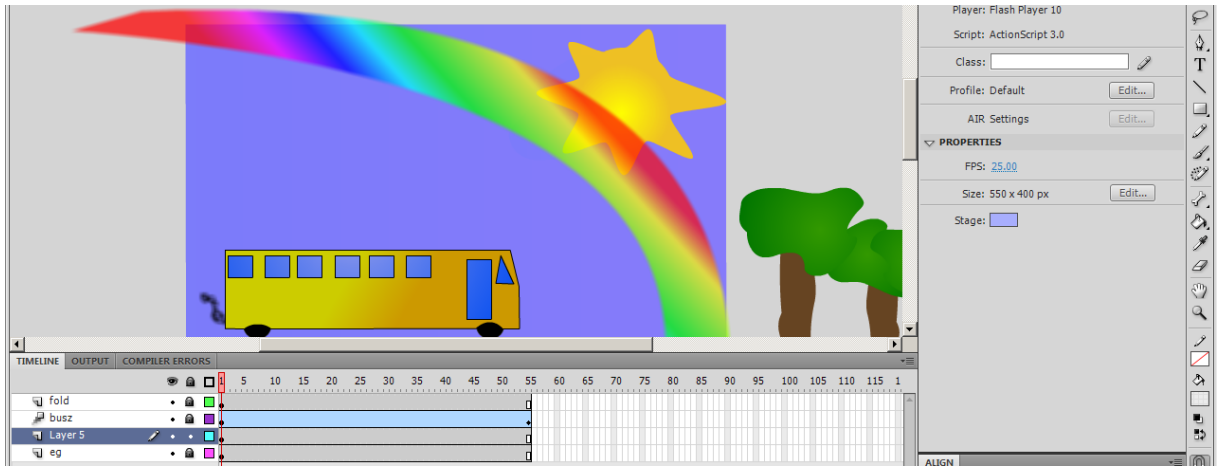 Player: Flash Player 10
Script: ActionScript 3.0
Class:
Profile: Default Edit...
AIR Settings Edit...
PROPERTIES
FPS: 25.00
Size: 550 x 400 px Edit...
Stage:
TIMELINE OUTPUT COMPILER ERRORS
1 5 10 15 20 25 30 35 40 45 50 55 60 65 70 75 80 85 90 95 100 105 110 115 1
fold
busz
Layer 5
eg
ALIGN